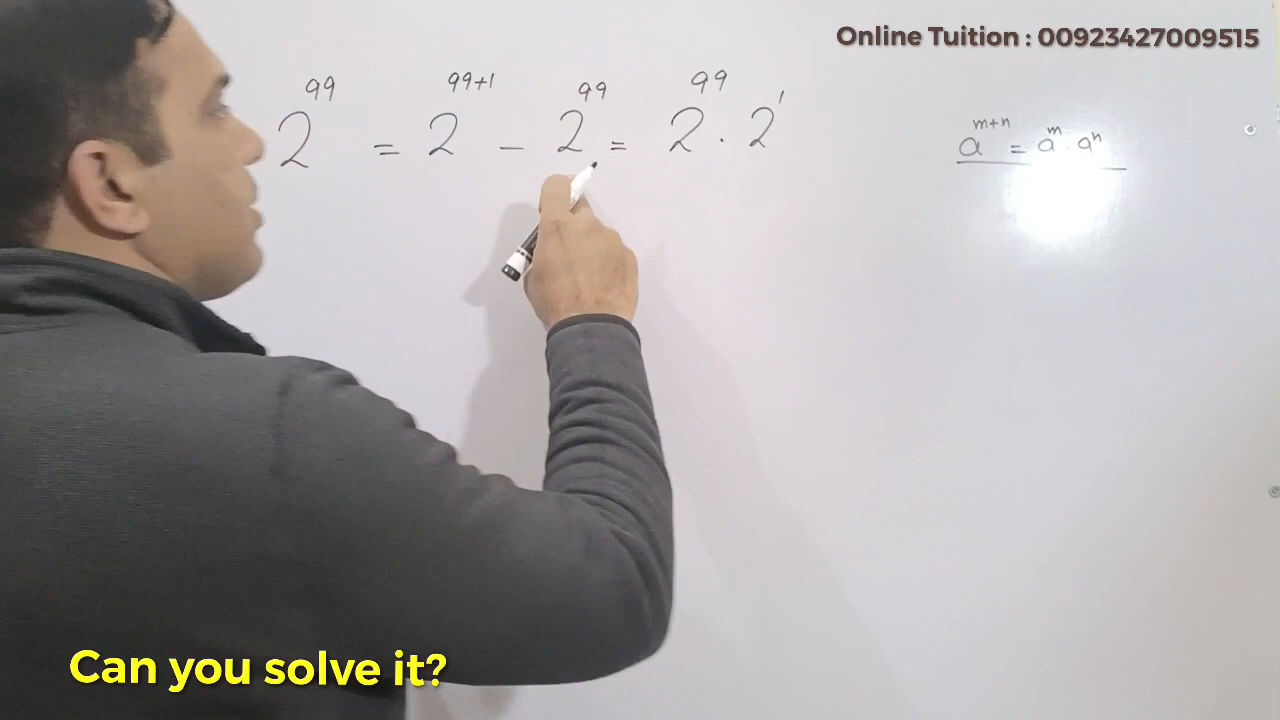 Online Tuition : 00923427009515
2^99 = 2^99+1 - 2^99 = 2^99 . 2^1
a^m+n = a^m . a^n
Can you solve it?